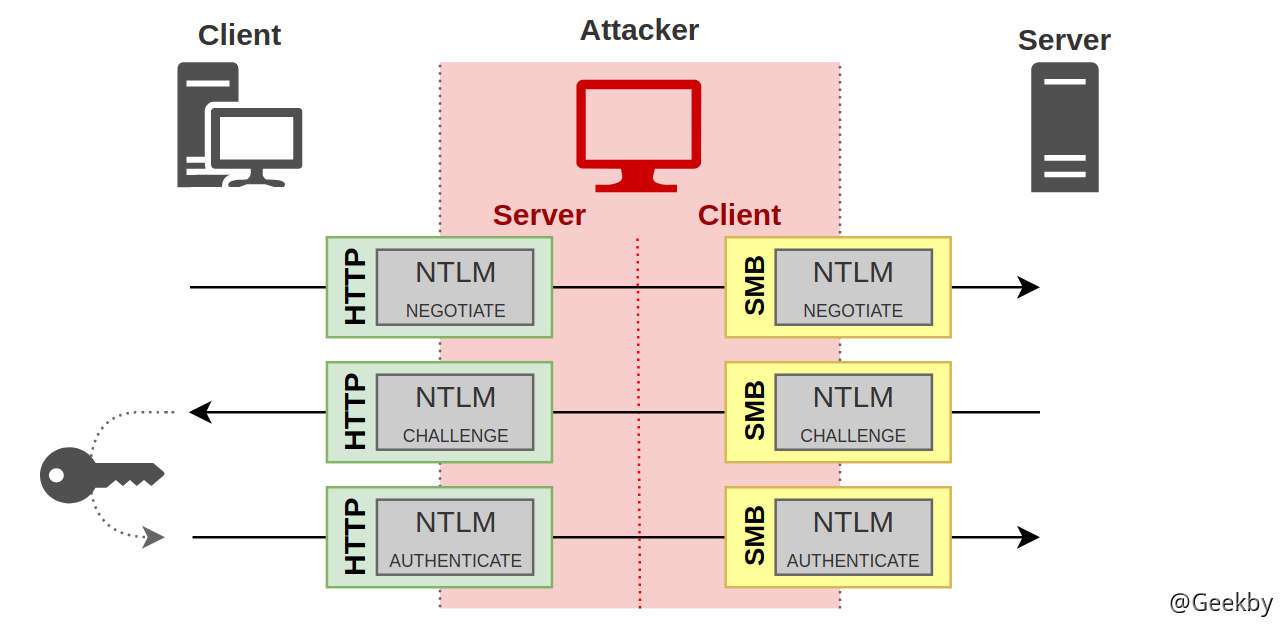 Client
Attacker
Server
Server
Client
HTTP
NTLM
NEGOTIATE
SMB
NTLM
NEGOTIATE
HTTP
NTLM
CHALLENGE
SMB
NTLM
CHALLENGE
HTTP
NTLM
AUTHENTICATE
SMB
NTLM
AUTHENTICATE
@Geekby